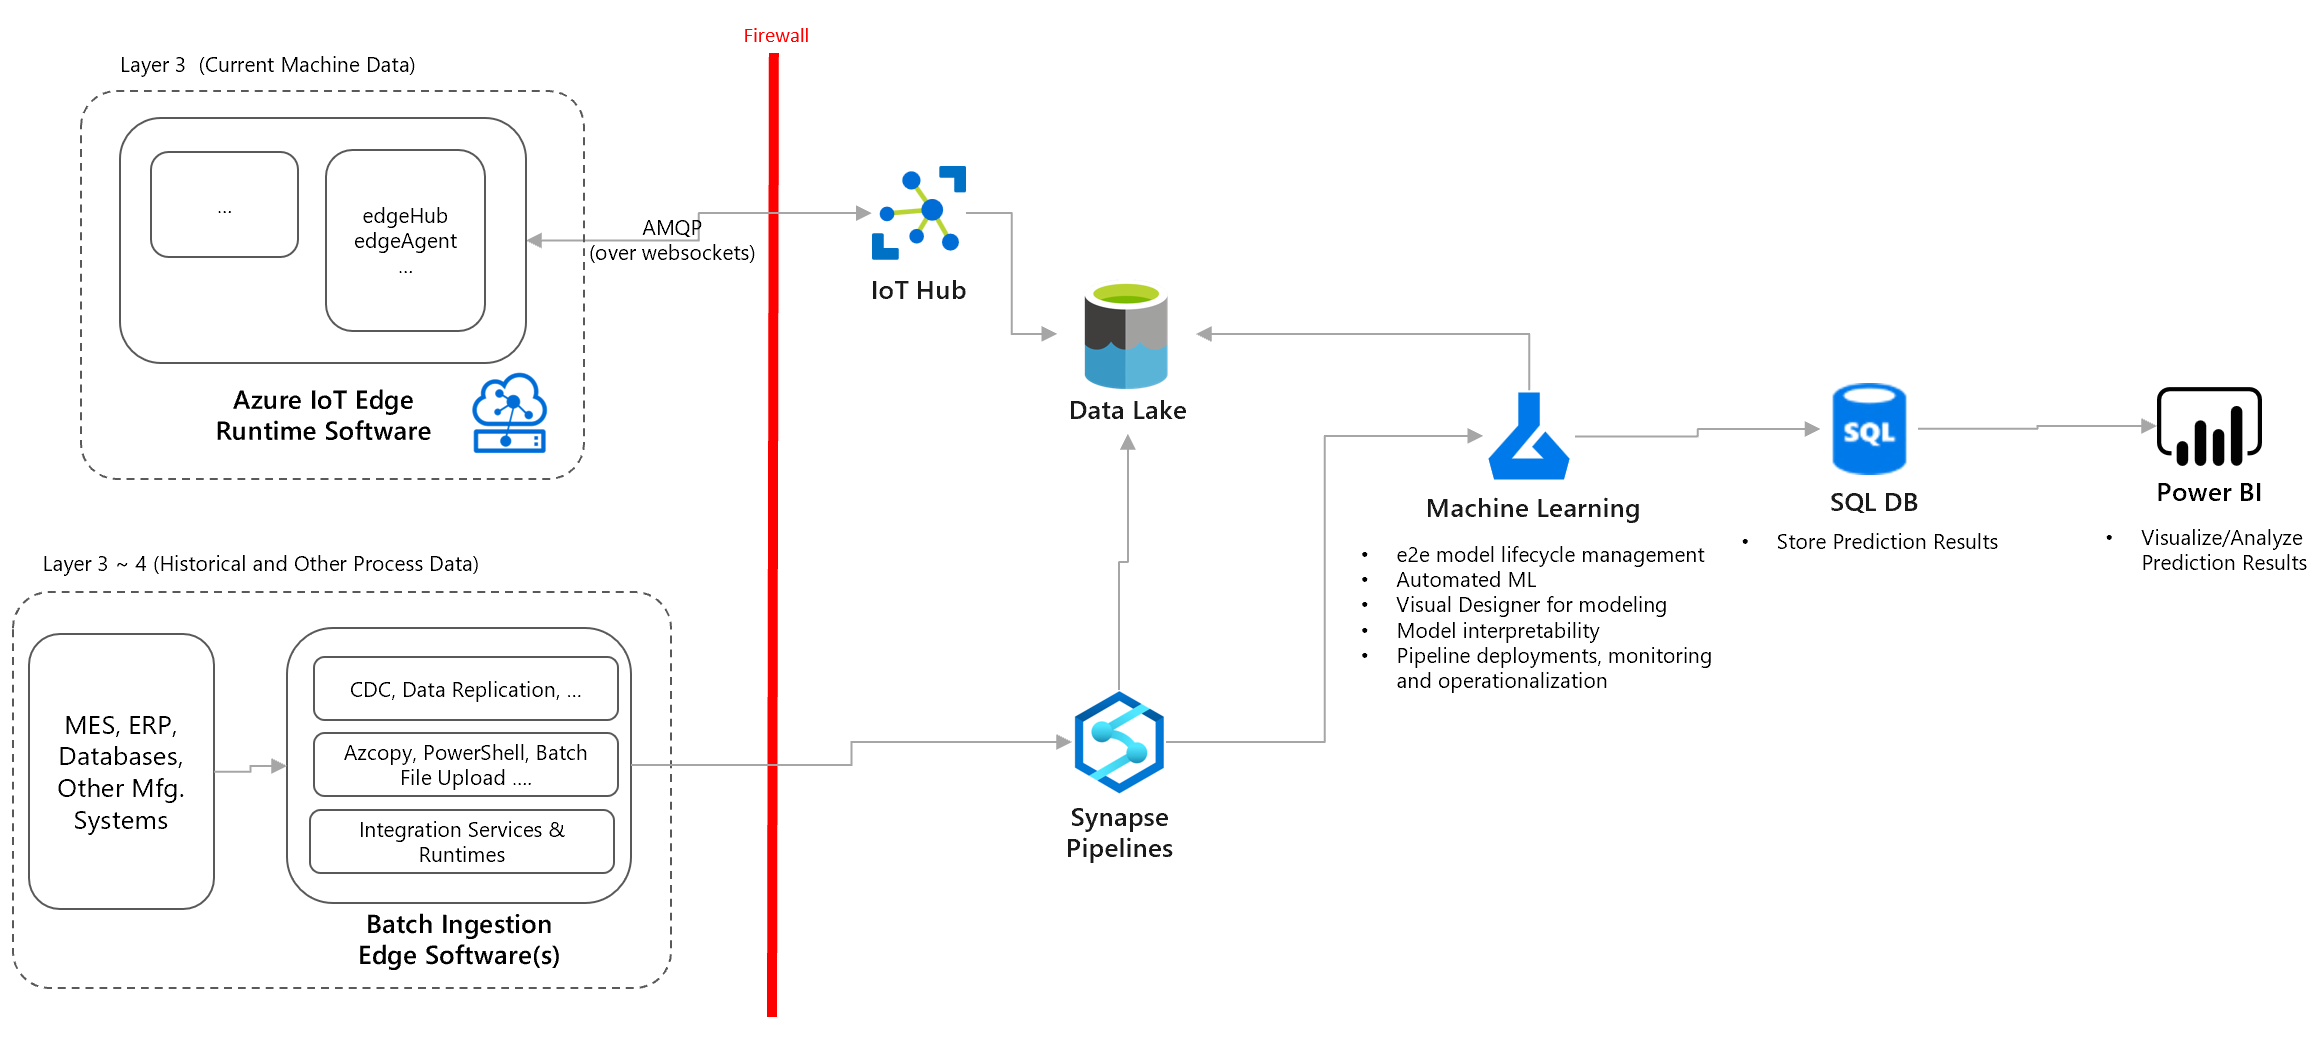 Firewall
Layer 3  (Current Machine Data)
...
edgeHub
edgeAgent
...
Azure IoT Edge
Runtime Software
AMQP
(over websockets)
IoT Hub
Data Lake
Layer 3 ~ 4 (Historical and Other Process Data)
MES, ERP,
Databases,
Other Mfg.
Systems
CDC, Data Replication, ...
Azcopy, PowerShell, Batch
File Upload ....
Integration Services &
Runtimes
Batch Ingestion
Edge Software(s)
Synapse
Pipelines
Machine Learning
• e2e model lifecycle management
• Automated ML
• Visual Designer for modeling
• Model interpretability
• Pipeline deployments, monitoring
and operationalization
SQL
SQL DB
• Store Prediction Results
Power BI
• Visualize/Analyze
Prediction Results